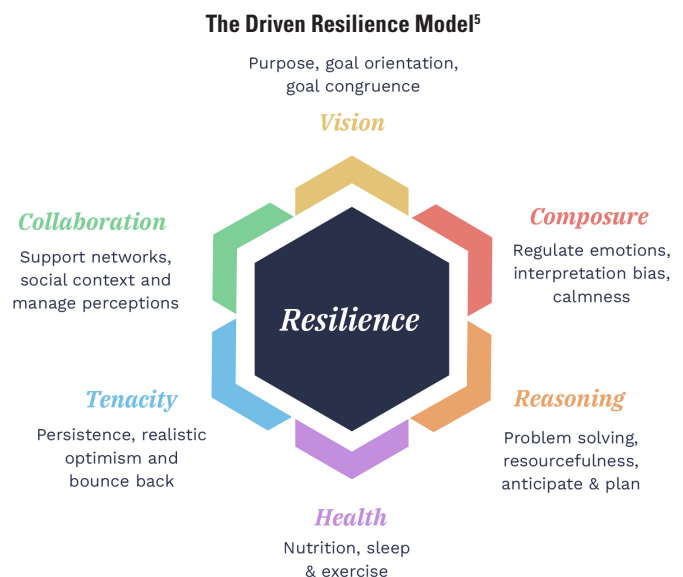 The Driven Resilience Model⁵
Purpose, goal orientation,
goal congruence
Vision
Collaboration
Support networks,
social context and
manage perceptions
Composure
Regulate emotions,
interpretation bias,
calmness
Resilience
Tenacity
Persistence, realistic
optimism and
bounce back
Reasoning
Problem solving,
resourcefulness,
anticipate & plan
Health
Nutrition, sleep
& exercise